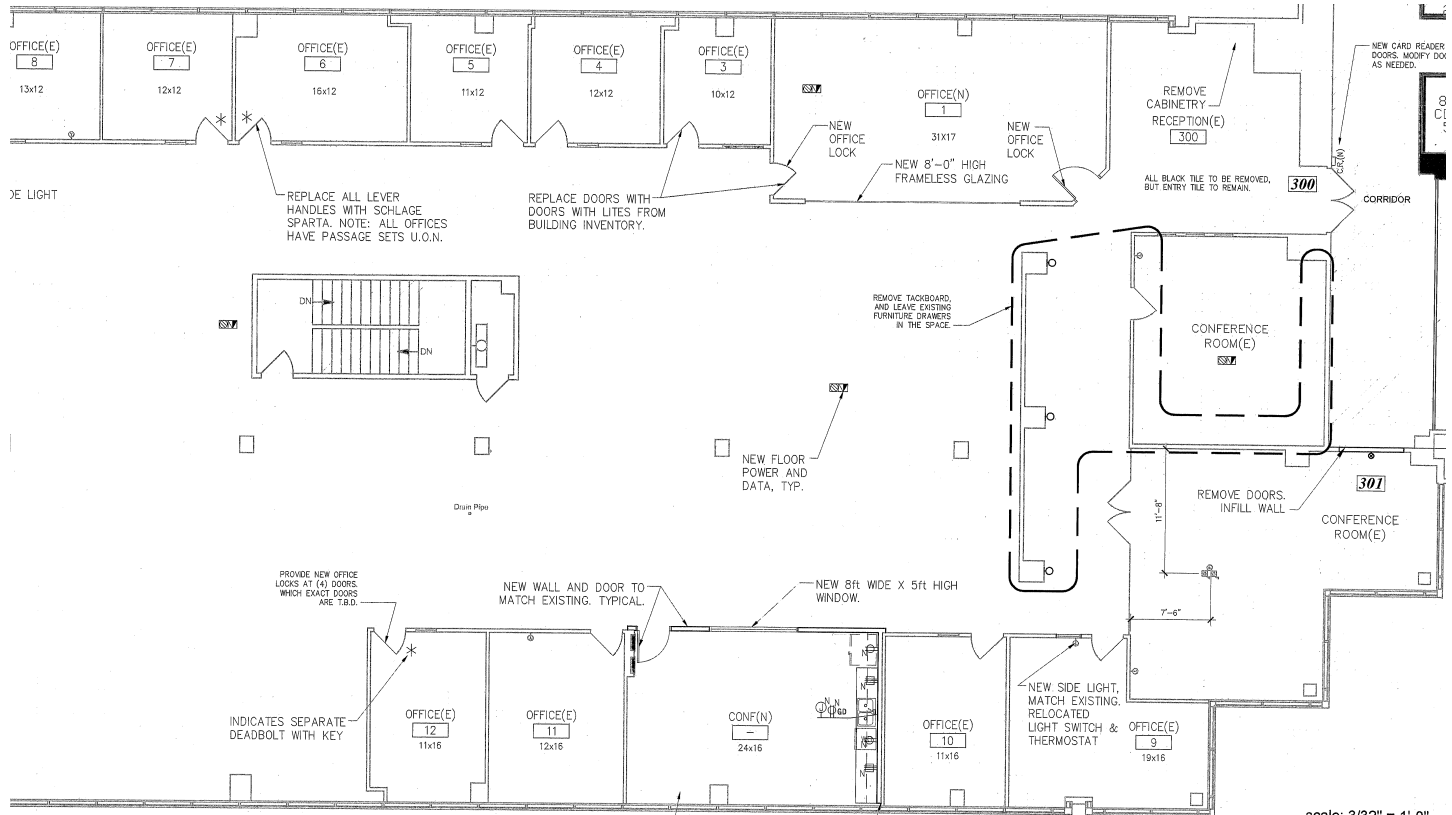 OFFICE(E)
8
13x12
OFFICE(E)
7
12x12
OFFICE(E)
6
16x12
OFFICE(E)
5
11x12
OFFICE(E)
4
12x12
OFFICE(E)
3
10x12
OFFICE(N)
1
31X17
NEW
OFFICE
LOCK
NEW
OFFICE
LOCK
NEW 8'-0" HIGH
FRAMELESS GLAZING
REMOVE
CABINETRY
RECEPTION(E)
300
NEW CARD READER
DOORS. MODIFY
AS NEEDED.
C.R.(N)
ALL BLACK TILE TO BE REMOVED,
BUT ENTRY TILE TO REMAIN.
300
CORRIDOR
LIGHT
REPLACE ALL LEVER
HANDLES WITH SCHLAGE
SPARTA. NOTE: ALL OFFICES
HAVE PASSAGE SETS U.O.N.
REPLACE DOORS WITH
DOORS WITH LITES FROM
BUILDING INVENTORY.
DN
DN
REMOVE TACKBOARD,
AND LEAVE EXISTING
FURNITURE DRAWERS
IN THE SPACE.
CONFERENCE
ROOM(E)
NEW FLOOR
POWER AND
DATA, TYP.
Drain Pipe
11'-8"
7'-6"
REMOVE DOORS.
INFILL WALL
301
CONFERENCE
ROOM(E)
PROVIDE NEW OFFICE
LOCKS AT (4) DOORS.
WHICH EXACT DOORS
ARE T.B.D.
NEW WALL AND DOOR TO
MATCH EXISTING. TYPICAL.
NEW 8ft WIDE X 5ft HIGH
WINDOW.
INDICATES SEPARATE
DEADBOLT WITH KEY
OFFICE(E)
12
11x16
OFFICE(E)
11
12x16
CONF(N)
-
24x16
N
N
GD
N
N
N
N
OFFICE(E)
10
11x16
NEW SIDE LIGHT,
MATCH EXISTING.
RELOCATED
LIGHT SWITCH &
THERMOSTAT
OFFICE(E)
9
19x16
scale: 3/32" = 1'-0"